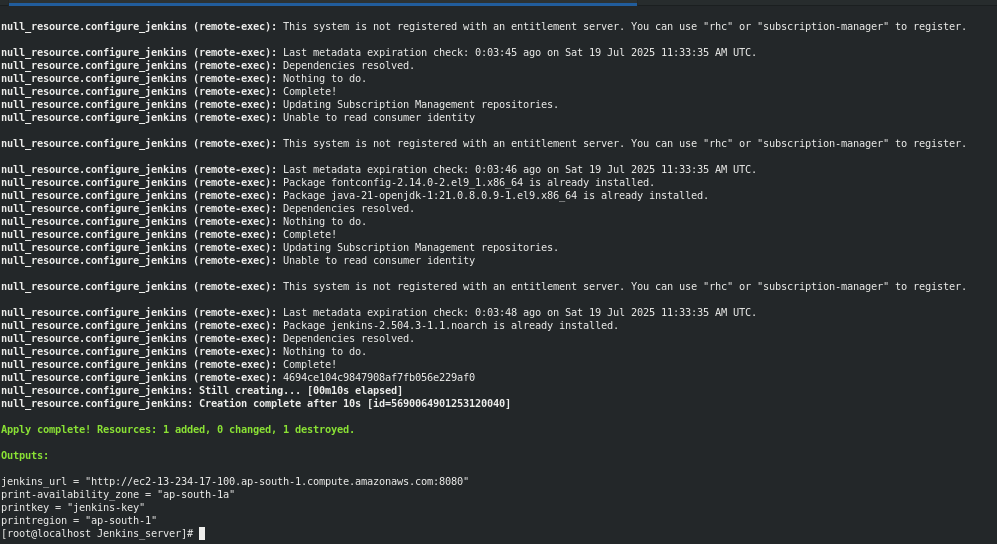 null_resource.configure_jenkins (remote-exec): This system is not registered with an entitlement server. You can use "rhc" or "subscription-manager" to register.
null_resource.configure_jenkins (remote-exec): Last metadata expiration check: 0:03:45 ago on Sat 19 Jul 2025 11:33:35 AM UTC.
null_resource.configure_jenkins (remote-exec): Dependencies resolved.
null_resource.configure_jenkins (remote-exec): Nothing to do.
null_resource.configure_jenkins (remote-exec): Complete!
null_resource.configure_jenkins (remote-exec): Updating Subscription Management repositories.
null_resource.configure_jenkins (remote-exec): Unable to read consumer identity
null_resource.configure_jenkins (remote-exec): This system is not registered with an entitlement server. You can use "rhc" or "subscription-manager" to register.
null_resource.configure_jenkins (remote-exec): Last metadata expiration check: 0:03:46 ago on Sat 19 Jul 2025 11:33:35 AM UTC.
null_resource.configure_jenkins (remote-exec): Package fontconfig-2.14.0-2.el9_1.x86_64 is already installed.
null_resource.configure_jenkins (remote-exec): Package java-21-openjdk-1:21.0.8.0.9-1.el9.x86_64 is already installed.
null_resource.configure_jenkins (remote-exec): Dependencies resolved.
null_resource.configure_jenkins (remote-exec): Nothing to do.
null_resource.configure_jenkins (remote-exec): Complete!
null_resource.configure_jenkins (remote-exec): Updating Subscription Management repositories.
null_resource.configure_jenkins (remote-exec): Unable to read consumer identity
null_resource.configure_jenkins (remote-exec): This system is not registered with an entitlement server. You can use "rhc" or "subscription-manager" to register.
null_resource.configure_jenkins (remote-exec): Last metadata expiration check: 0:03:48 ago on Sat 19 Jul 2025 11:33:35 AM UTC.
null_resource.configure_jenkins (remote-exec): Package jenkins-2.504.3-1.1.noarch is already installed.
null_resource.configure_jenkins (remote-exec): Dependencies resolved.
null_resource.configure_jenkins (remote-exec): Nothing to do.
null_resource.configure_jenkins (remote-exec): Complete!
null_resource.configure_jenkins (remote-exec): 4694ce104c9847908af7fb056e229af0
null_resource.configure_jenkins: Still creating... [00m10s elapsed]
null_resource.configure_jenkins: Creation complete after 10s [id=5690064901253120040]
Apply complete! Resources: 1 added, 0 changed, 1 destroyed.
Outputs:
jenkins_url = "http://ec2-13-234-17-100.ap-south-1.compute.amazonaws.com:8080"
print-availability_zone = "ap-south-1a"
printkey = "jenkins-key"
printregion = "ap-south-1"
[root@localhost Jenkins_server]#